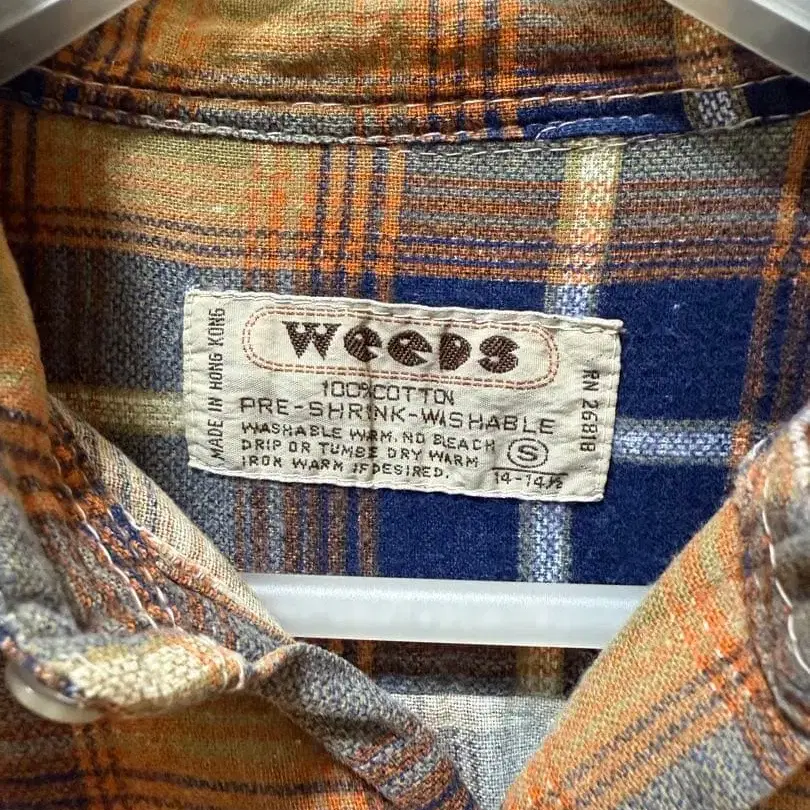 WEEDS
100% COTTON
PRE-SHRINK-WASHABLE
WASHABLE WARM. NO BLEACH
DRIP OR TUMBE DRY WARM
IRON WARM IF DESIRED.
S
14-14½
MADE IN HONG KONG
RN 26818